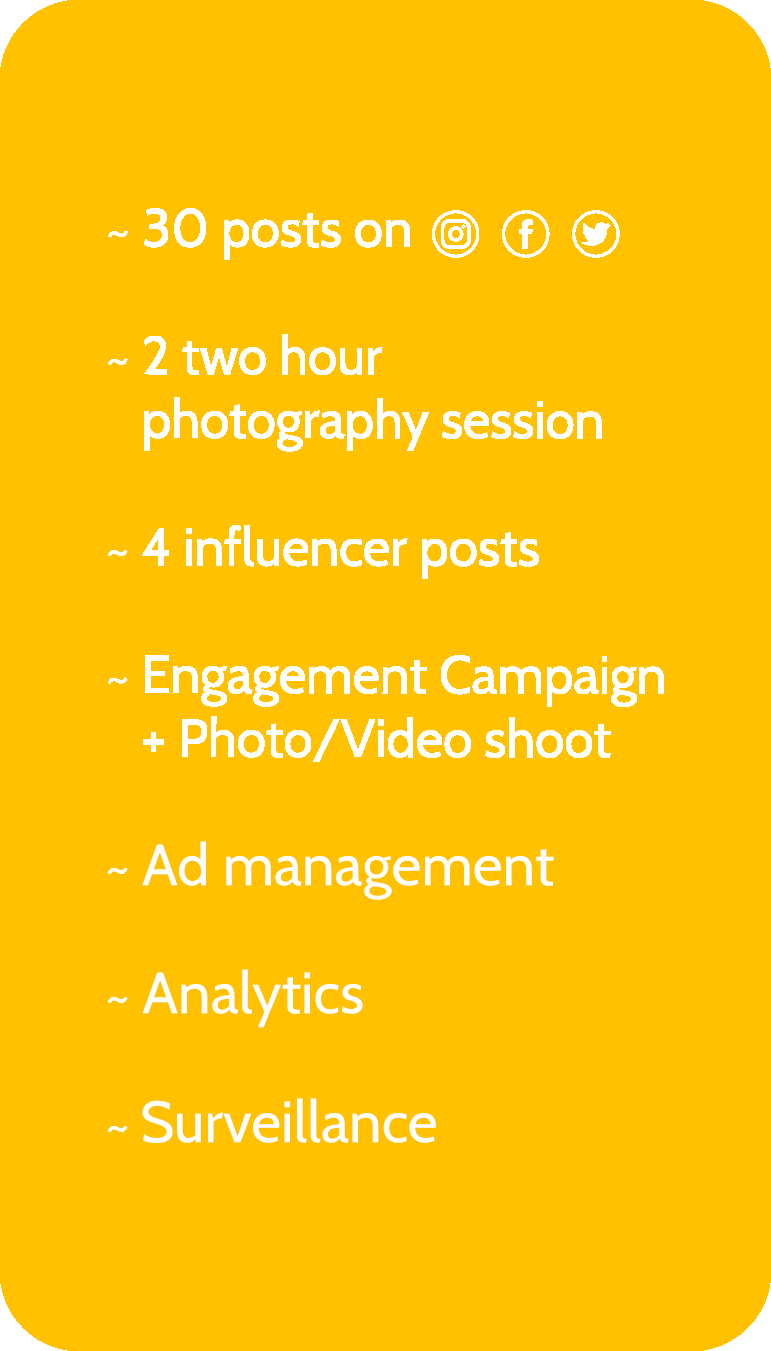 ~ 30 posts on
~ 2 two hour
photography session
~ 4 influencer posts
~ Engagement Campaign
+ Photo/Video shoot
~ Ad management
~ Analytics
~ Surveillance